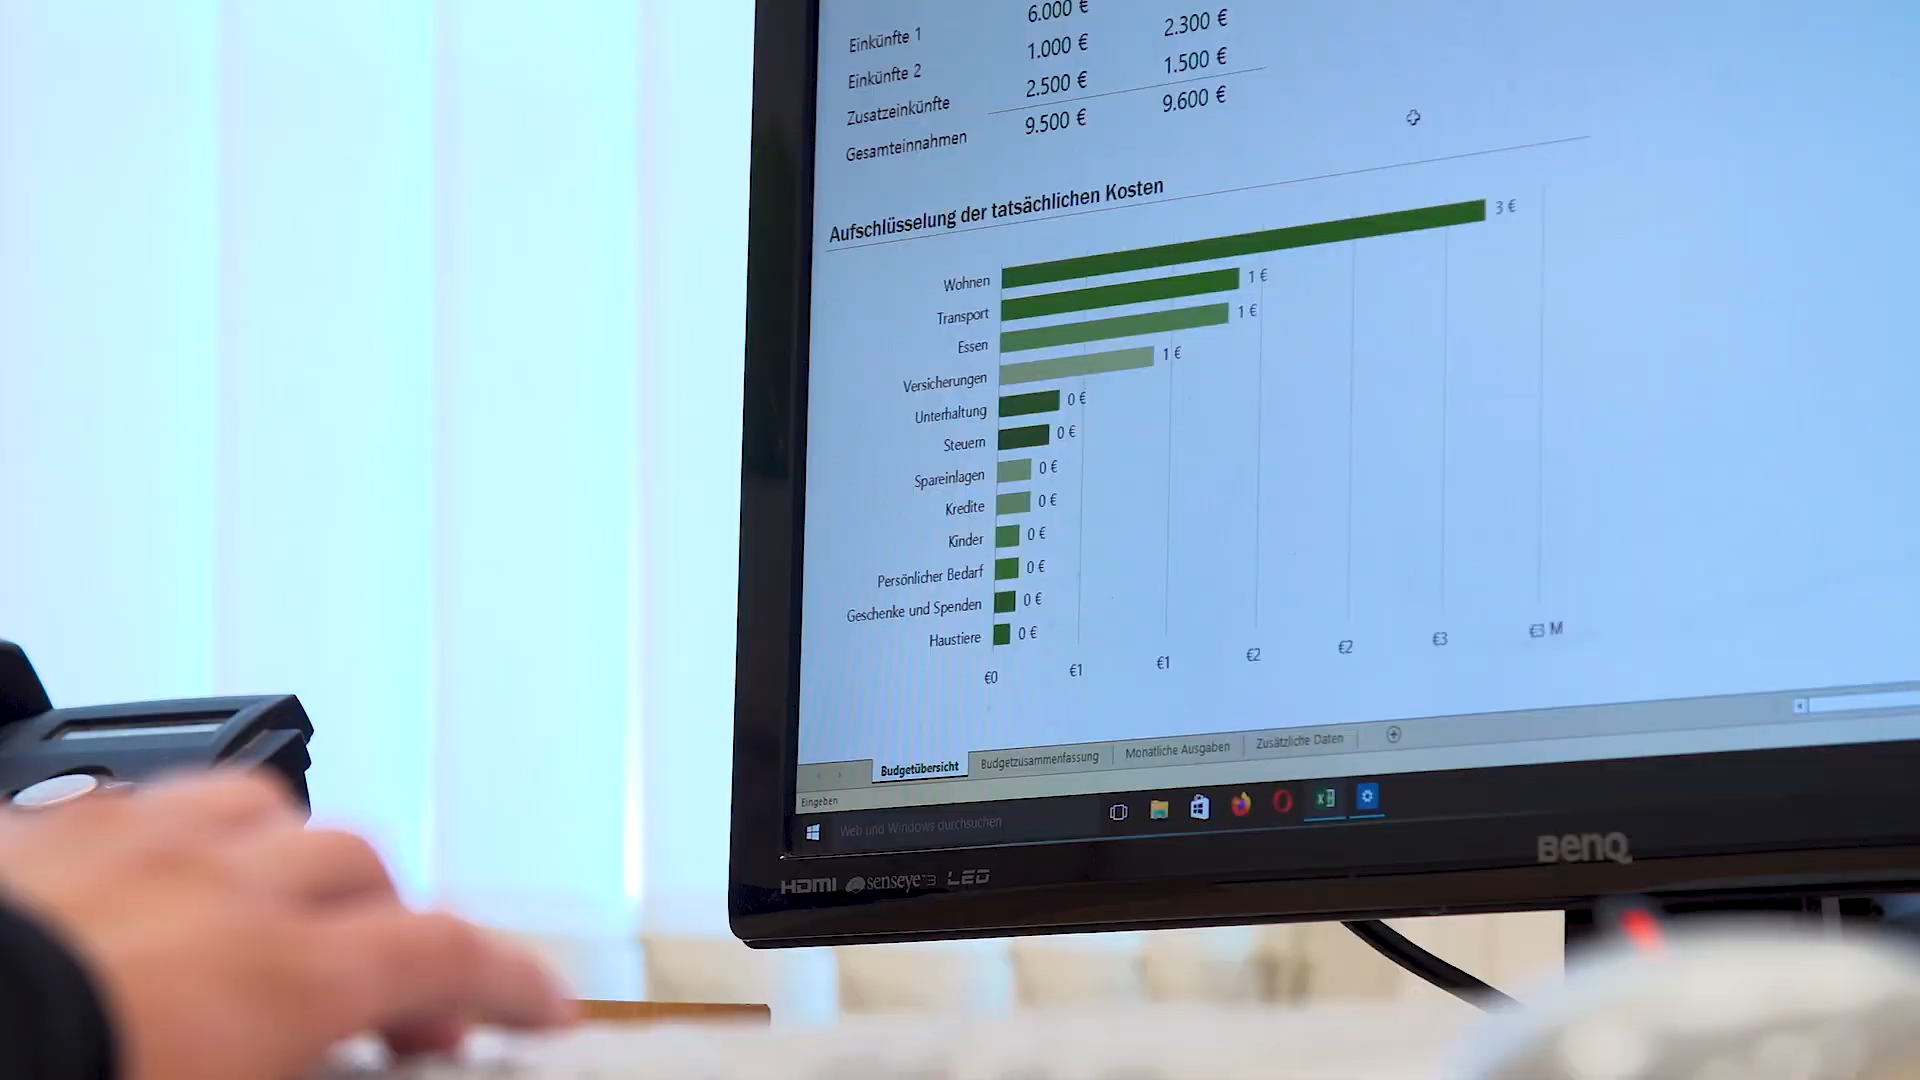 6.000 €
Einkünfte 1 1.000 € 2.300 €
Einkünfte 2 2.500 € 1.500 €
Zusatzeinkünfte 9.500 € 9.600 €
Gesamteinnahmen
Aufschlüsselung der tatsächlichen Kosten
Wohnen 3 €
Transport 1 €
Essen 1 €
Versicherungen 1 €
Unterhaltung 0 €
Steuern 0 €
Spareinlagen 0 €
Kredite 0 €
Kinder 0 €
Persönlicher Bedarf 0 €
Geschenke und Spenden 0 €
Haustiere 0 €
€0 €1 €1 €2 €2 €3 €3 M
Budgetübersicht Budgetzusammenfassung Monatliche Ausgaben Zusätzliche Daten
Eingeben
Web und Windows durchsuchen
HDMI senseye 3 LED
BenQ